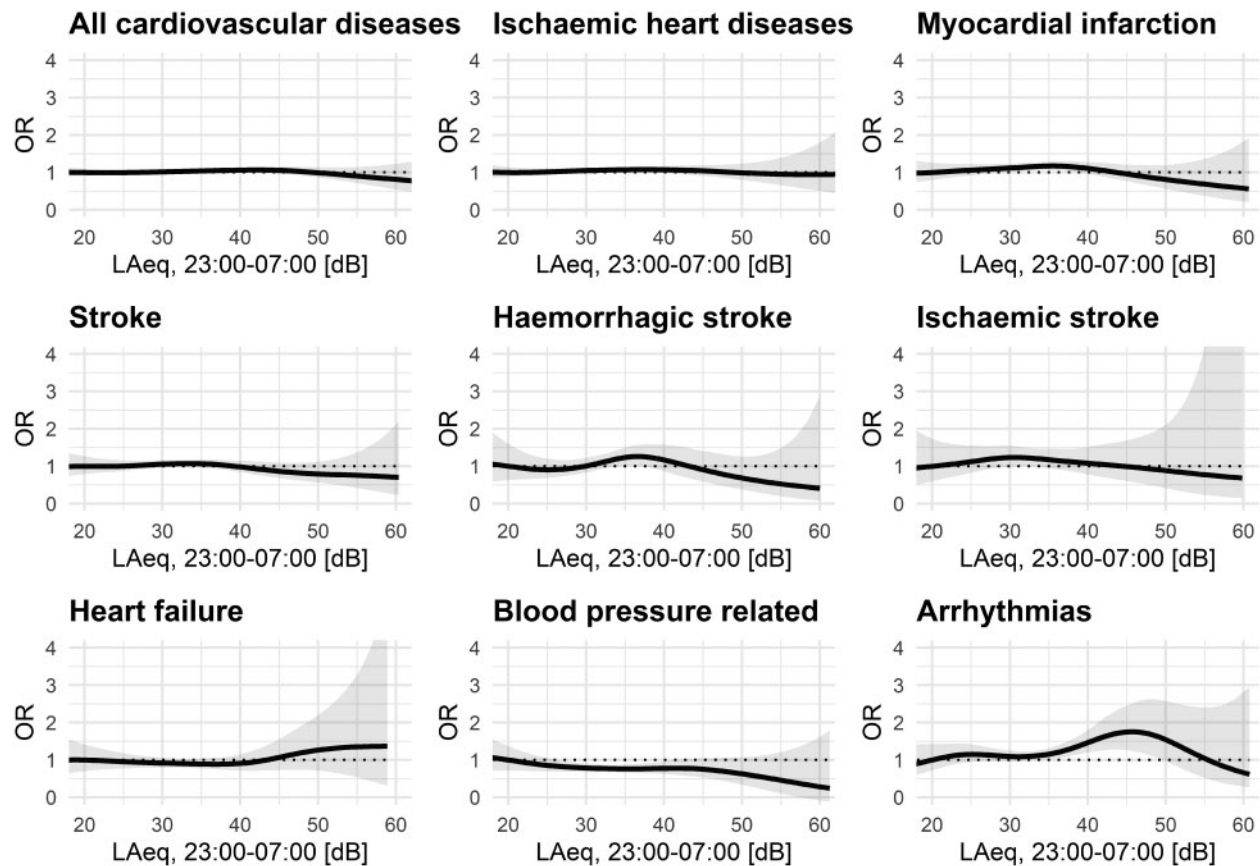 All cardiovascular diseases
4
3
2
1
0
OR
20 30 40 50 60
LAeq, 23:00-07:00 [dB]
Ischaemic heart diseases
4
3
2
1
0
OR
20 30 40 50 60
LAeq, 23:00-07:00 [dB]
Myocardial infarction
4
3
2
1
0
OR
20 30 40 50 60
LAeq, 23:00-07:00 [dB]
Stroke
4
3
2
1
0
OR
20 30 40 50 60
LAeq, 23:00-07:00 [dB]
Haemorrhagic stroke
4
3
2
1
0
OR
20 30 40 50 60
LAeq, 23:00-07:00 [dB]
Ischaemic stroke
4
3
2
1
0
OR
20 30 40 50 60
LAeq, 23:00-07:00 [dB]
Heart failure
4
3
2
1
0
OR
20 30 40 50 60
LAeq, 23:00-07:00 [dB]
Blood pressure related
4
3
2
1
0
OR
20 30 40 50 60
LAeq, 23:00-07:00 [dB]
Arrhythmias
4
3
2
1
0
OR
20 30 40 50 60
LAeq, 23:00-07:00 [dB]